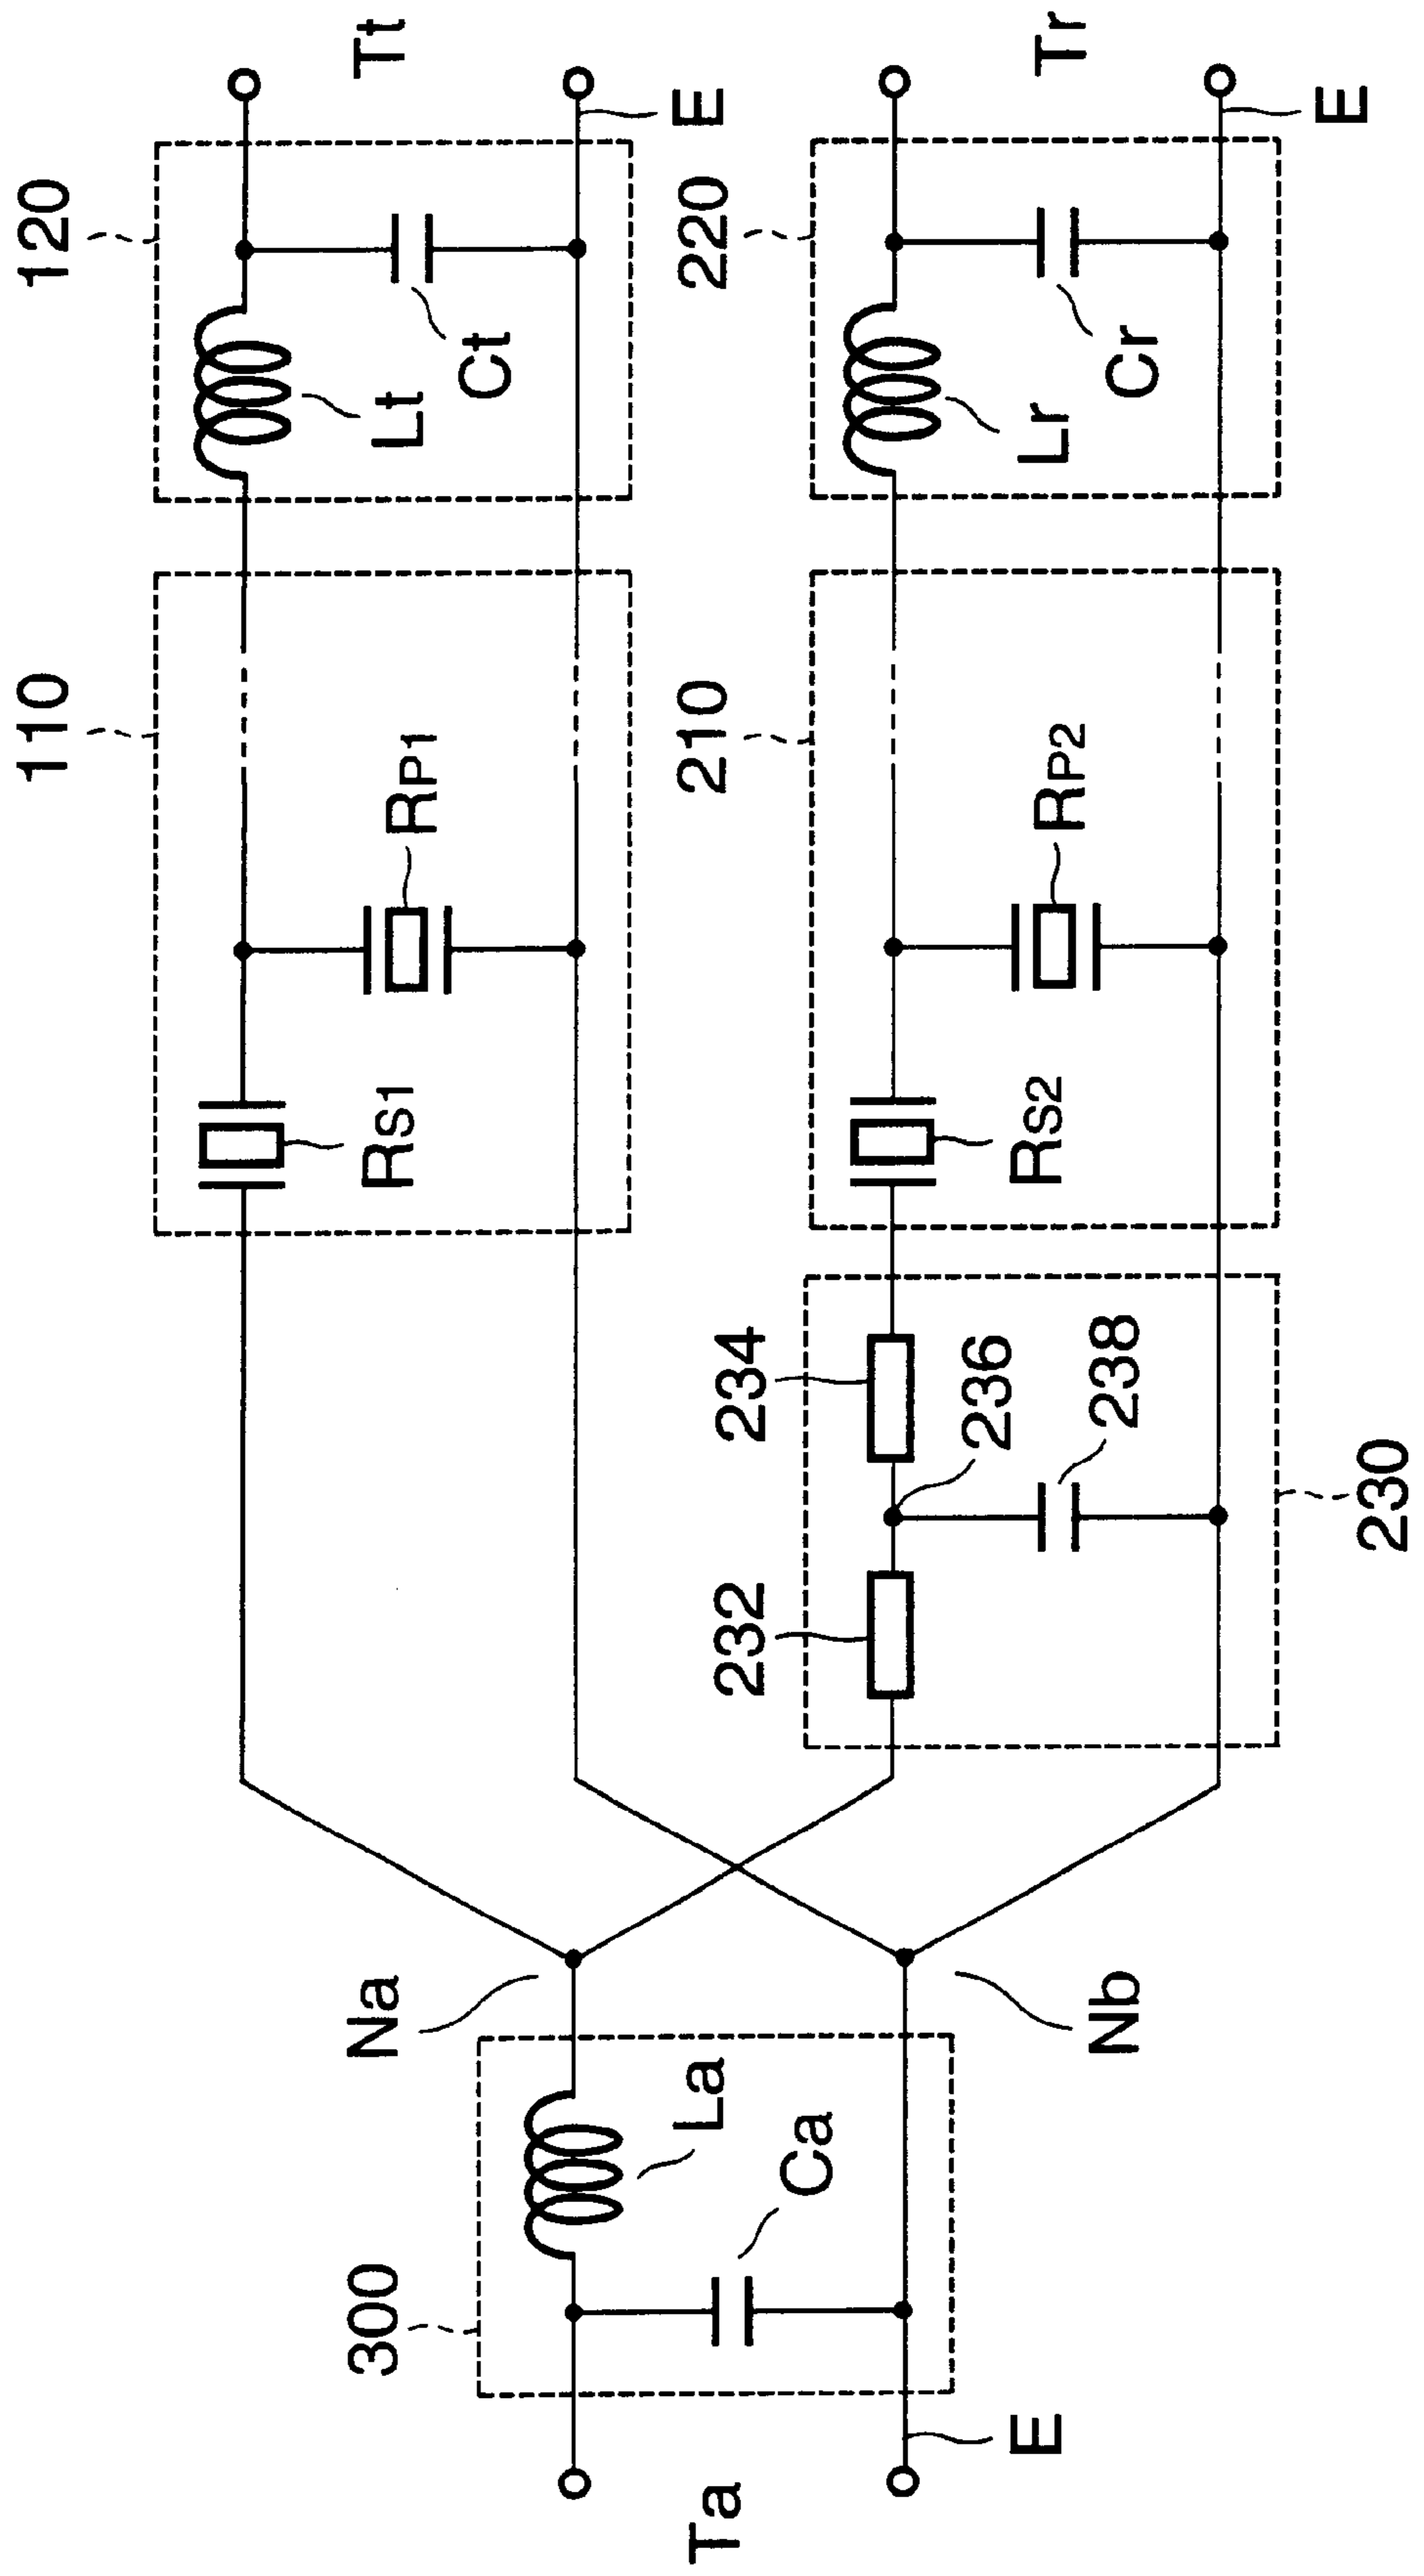 120
Tt
110
Lt
Ct
E
RP1
RS1
220
Tr
210
Lr
Cr
E
RP2
RS2
234
236
238
232
230
Na
Nb
La
Ca
300
Ta
E